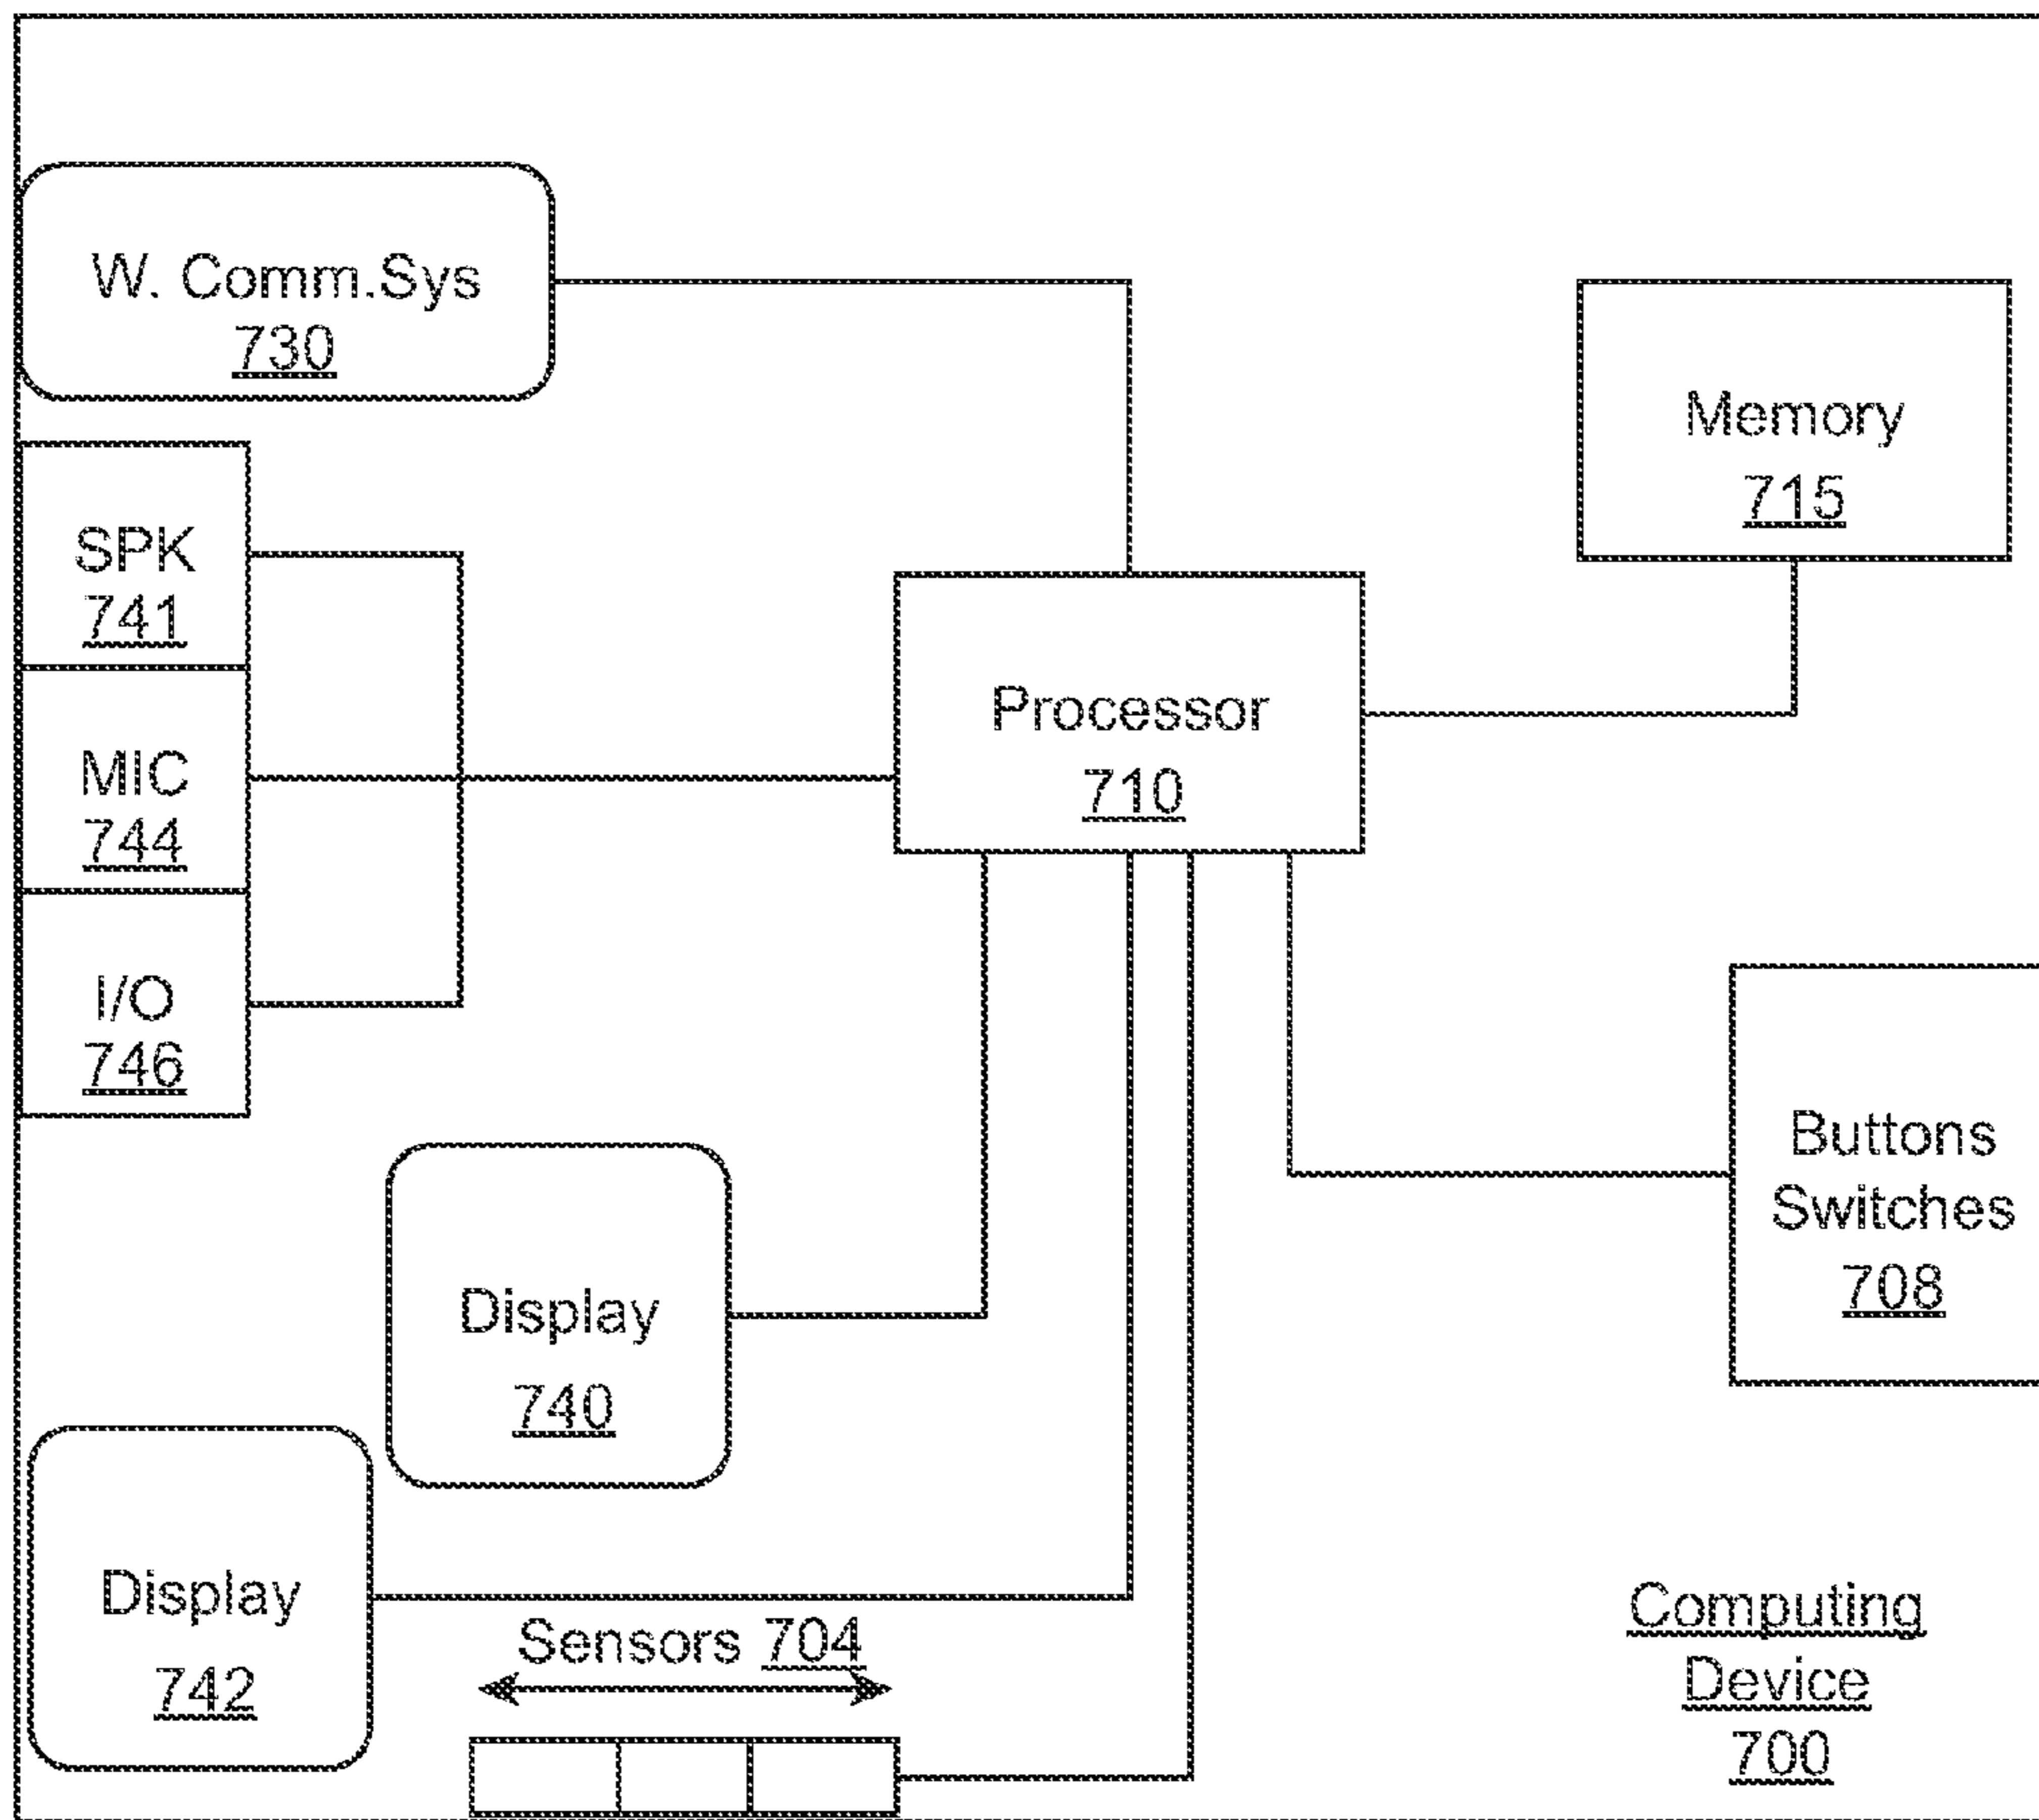 W. Comm.Sys
730
Memory
715
SPK
741
MIC
744
I/O
746
Processor
710
Buttons
Switches
708
Display
740
Display
742
Sensors 704
Computing
Device
700